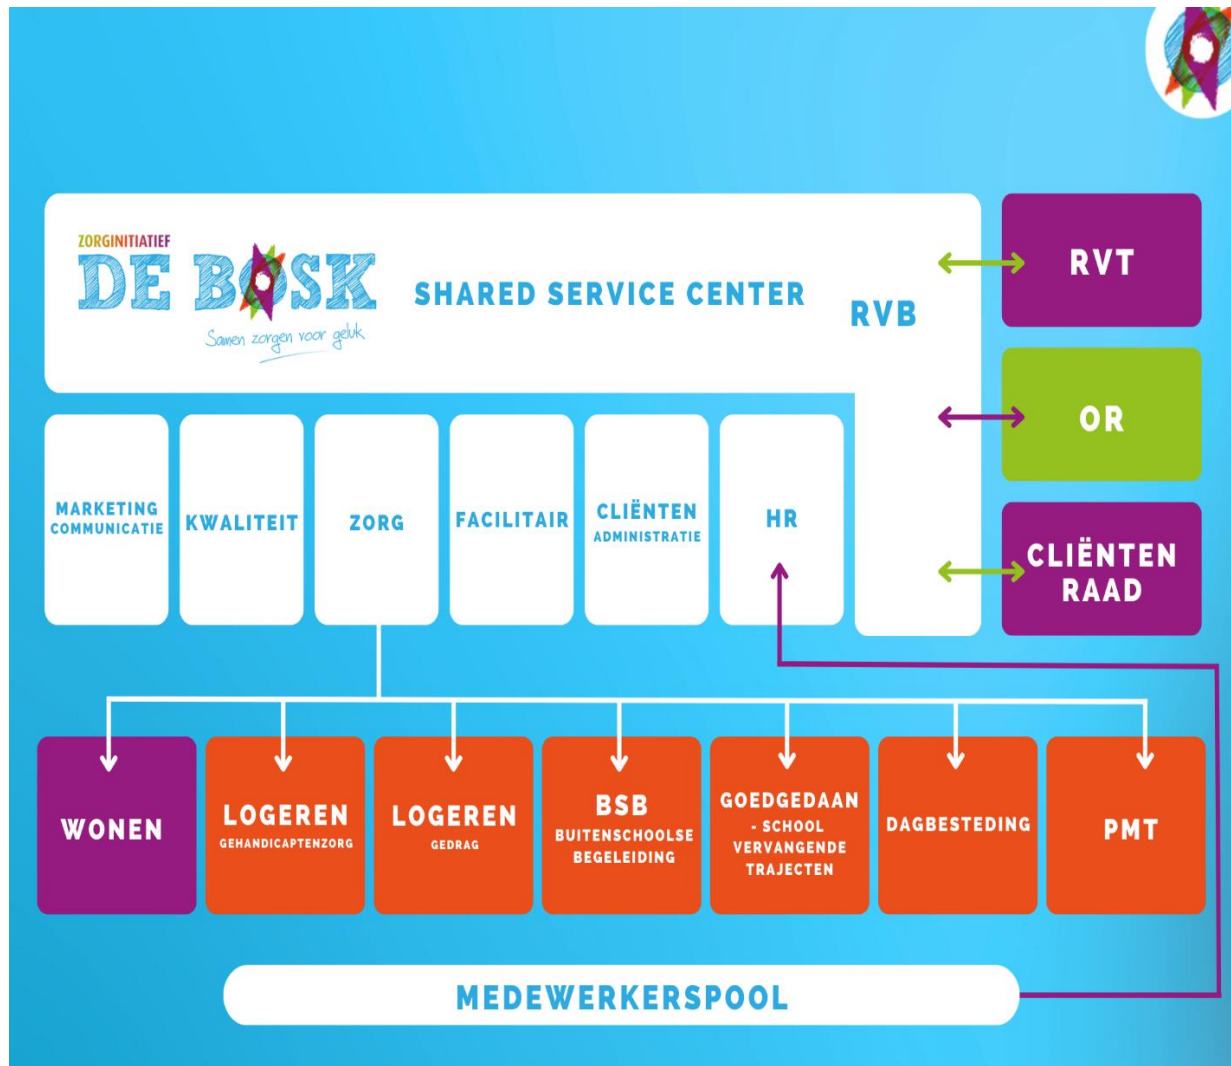 ZORGINITIATIEF
DE BOSK
Samen zorgen voor geluk
SHARED SERVICE CENTER
RVB
RVT
OR
CLIËNTEN
RAAD
MARKETING
COMMUNICATIE
KWALITEIT
ZORG
FACILITAIR
CLIËNTEN
ADMINISTRATIE
HR
WONEN
LOGEREN
GEHANDICAPTENZORG
LOGEREN
GEDRAG
BSB
BUITENSCHOOLSE
BEGELEIDING
GOEDGEDAAN
- SCHOOL
VERVANGENDE
TRAJECTEN
DAGBESTEDING
PMT
MEDEWERKERSPOOL